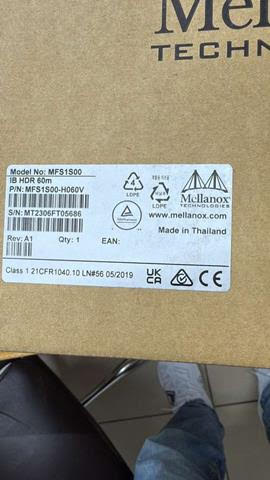 Mel
TECHN
Model No: MFS1S00
IB HDR 60m
P/N: MFS1S00-H060V
S/N: MT2306FT05686
Rev: A1 Qty: 1 EAN:
Class 1 21CFR1040.10 LN#56 05/2019
4
LDPE
LDPE
Mellanox
TECHNOLOGIES
www.mellanox.com
Made in Thailand
UK
CA
CE